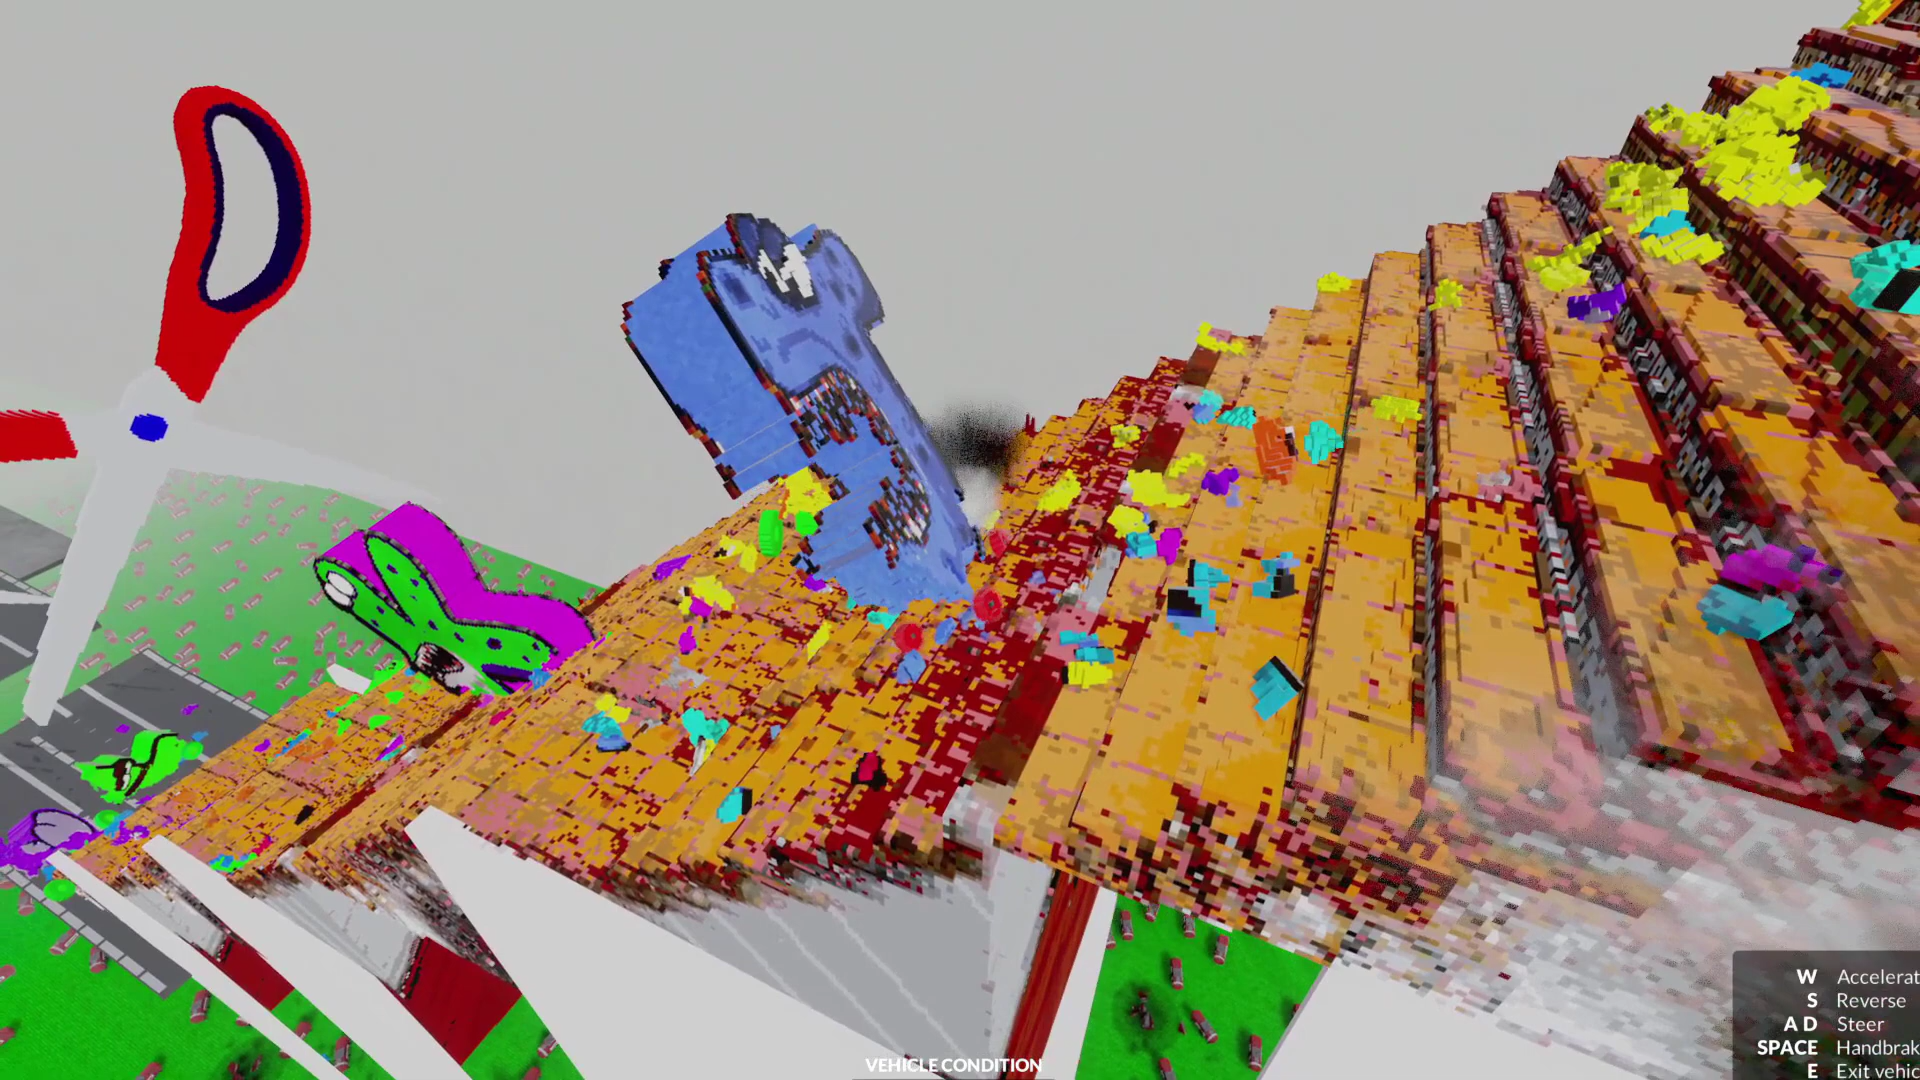 W Accelerat
S Reverse
A D Steer
SPACE Handbrak
E Exit vehic
VEHICLE CONDITION